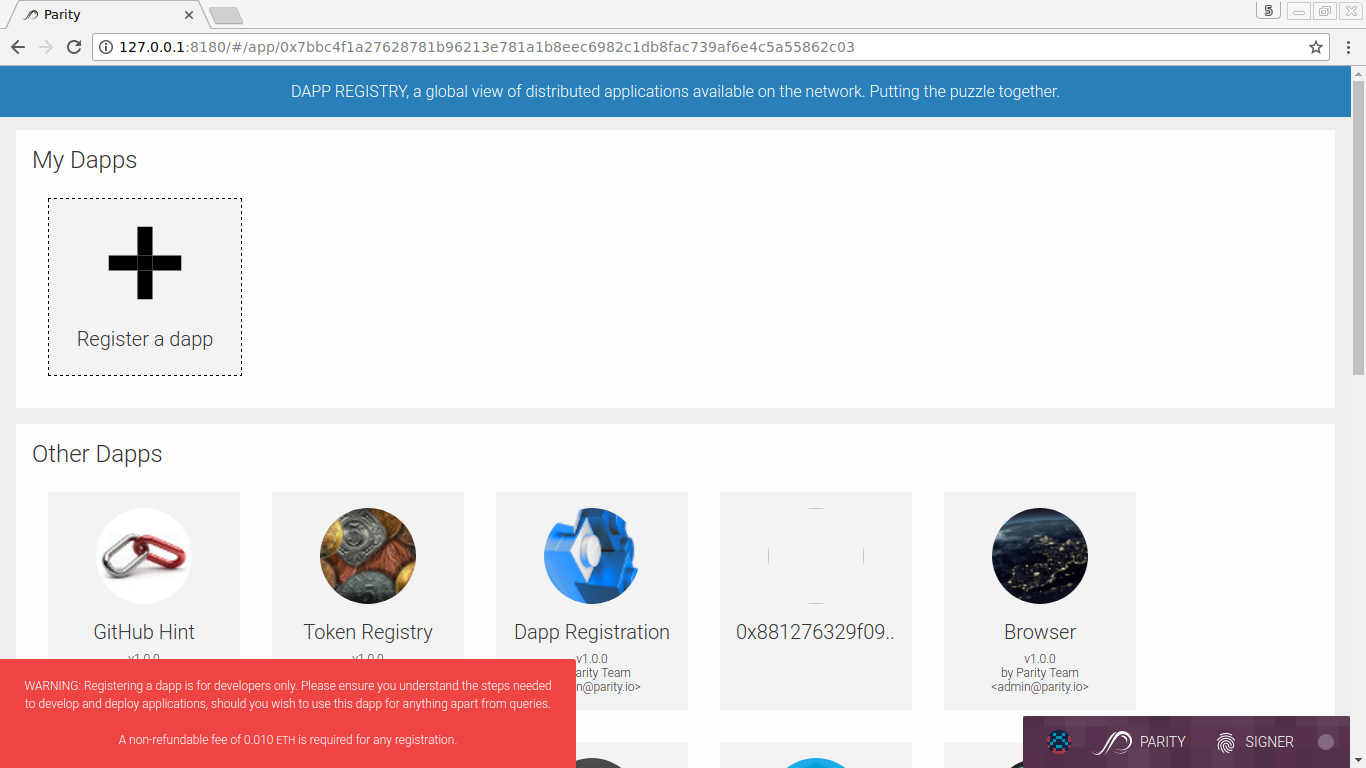 Parity
5
127.0.0.1:8180/#/app/0x7bbc4f1a27628781b96213e781a1b8eec6982c1db8fac739af6e4c5a55862c03
DAPP REGISTRY, a global view of distributed applications available on the network. Putting the puzzle together.
My Dapps
Register a dapp
Other Dapps
GitHub Hint
Token Registry
Dapp Registration
0x881276329f09..
Browser
v1.0.0
v1.0.0
v1.0.0
v1.0.0
arity Team
by Parity Team
n@parity.io>
<admin@parity.io>
WARNING: Registering a dapp is for developers only. Please ensure you understand the steps needed
to develop and deploy applications, should you wish to use this dapp for anything apart from queries.
A non-refundable fee of 0.010 ETH is required for any registration.
PARITY
SIGNER